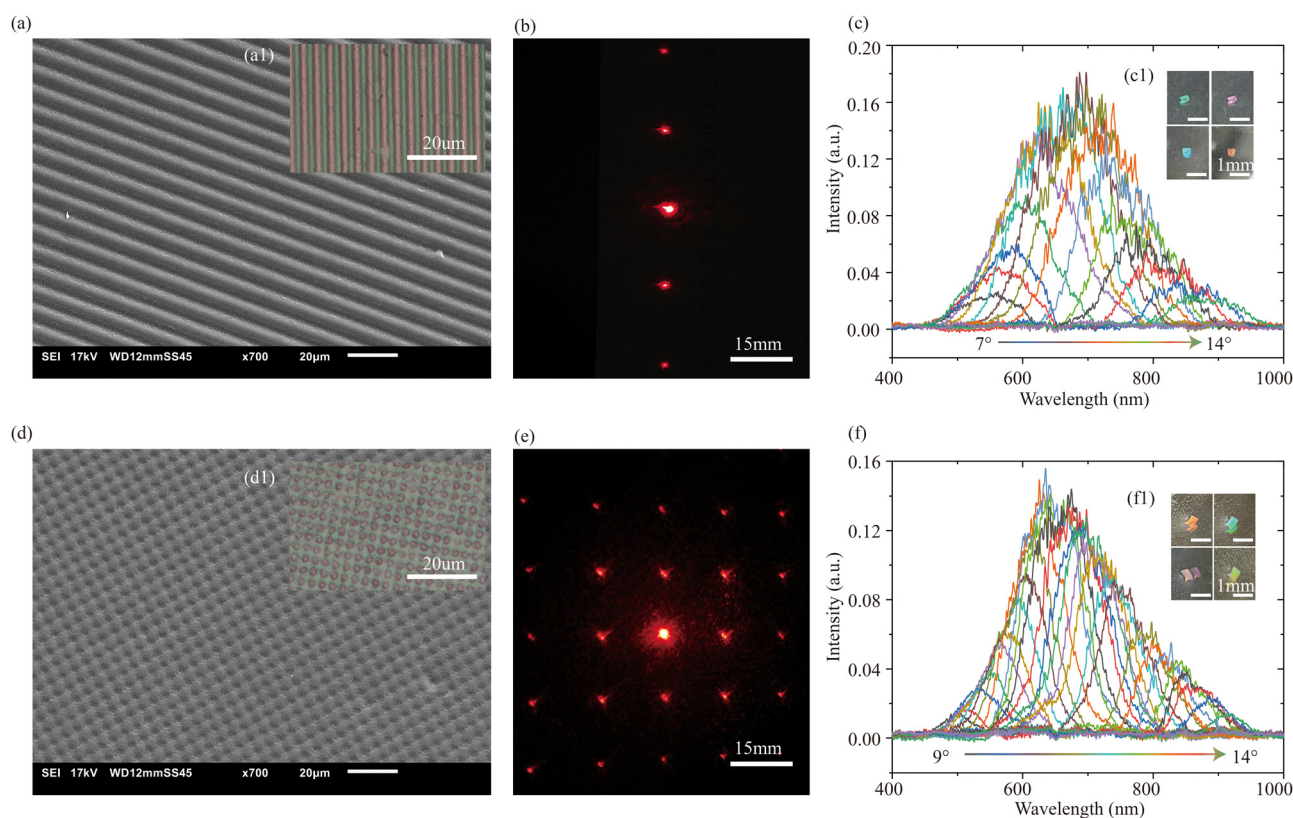 (a)
(a1)
20um
SEI 17kV WD12mmSS45 x700 20μm
(b)
15mm
(c)
0.20
0.16
0.12
0.08
0.04
0.00
Intensity (a.u.)
(c1)
1mm
7° 14°
400 600 800 1000
Wavelength (nm)
(d)
(d1)
20um
SEI 17kV WD12mmSS45 x700 20μm
(e)
15mm
(f)
0.16
0.12
0.08
0.04
0.00
Intensity (a.u.)
(f1)
1mm
9° 14°
400 600 800 1000
Wavelength (nm)